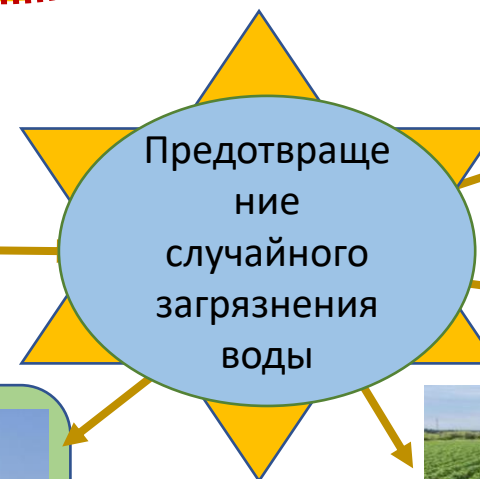 Предотвраще
ние
случайного
загрязнения
воды